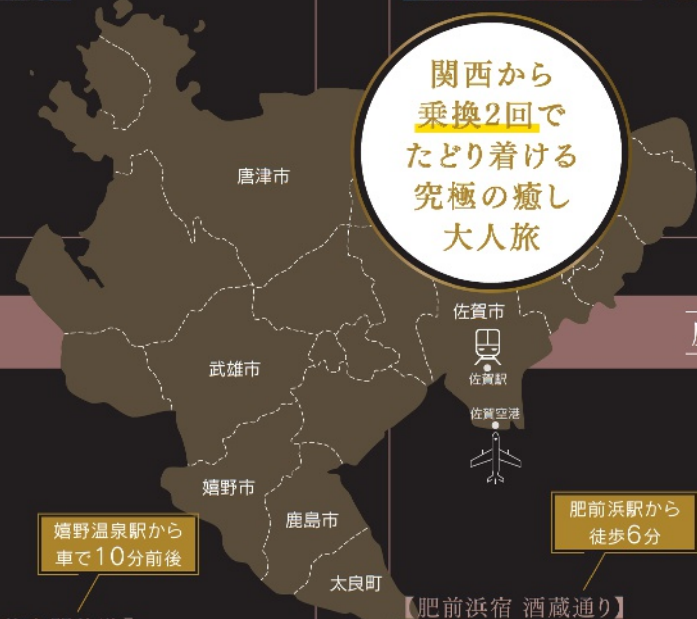 関西から
乗換2回で
たどり着ける
究極の癒し
大人旅
唐津市
佐賀市
佐賀駅
武雄市
佐賀空港
嬉野市
鹿島市
肥前浜駅から
徒歩6分
嬉野温泉駅から
車で10分前後
太良町
【肥前浜宿 酒蔵通り】